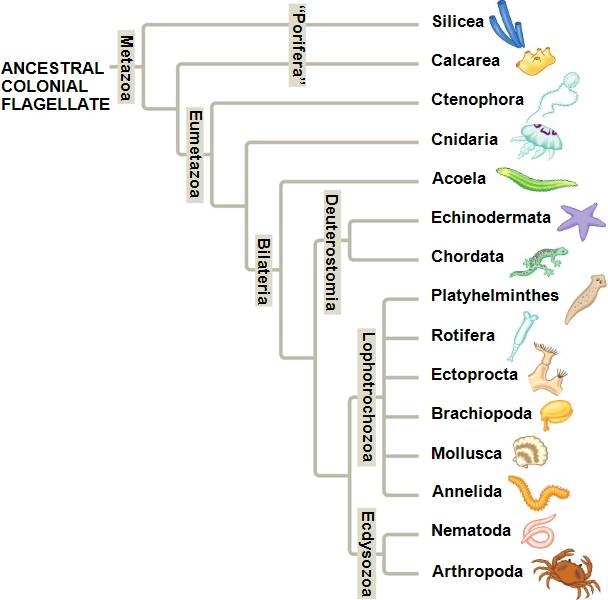 ANCESTRAL
COLONIAL
FLAGELLATE
Metazoa
"Porifera"
Eumetazoa
Bilateria
Deuterostomia
Lophotrochozoa
Ecdysozoa
Silicea
Calcarea
Ctenophora
Cnidaria
Acoela
Echinodermata
Chordata
Platyhelminthes
Rotifera
Ectoprocta
Brachiopoda
Mollusca
Annelida
Nematoda
Arthropoda